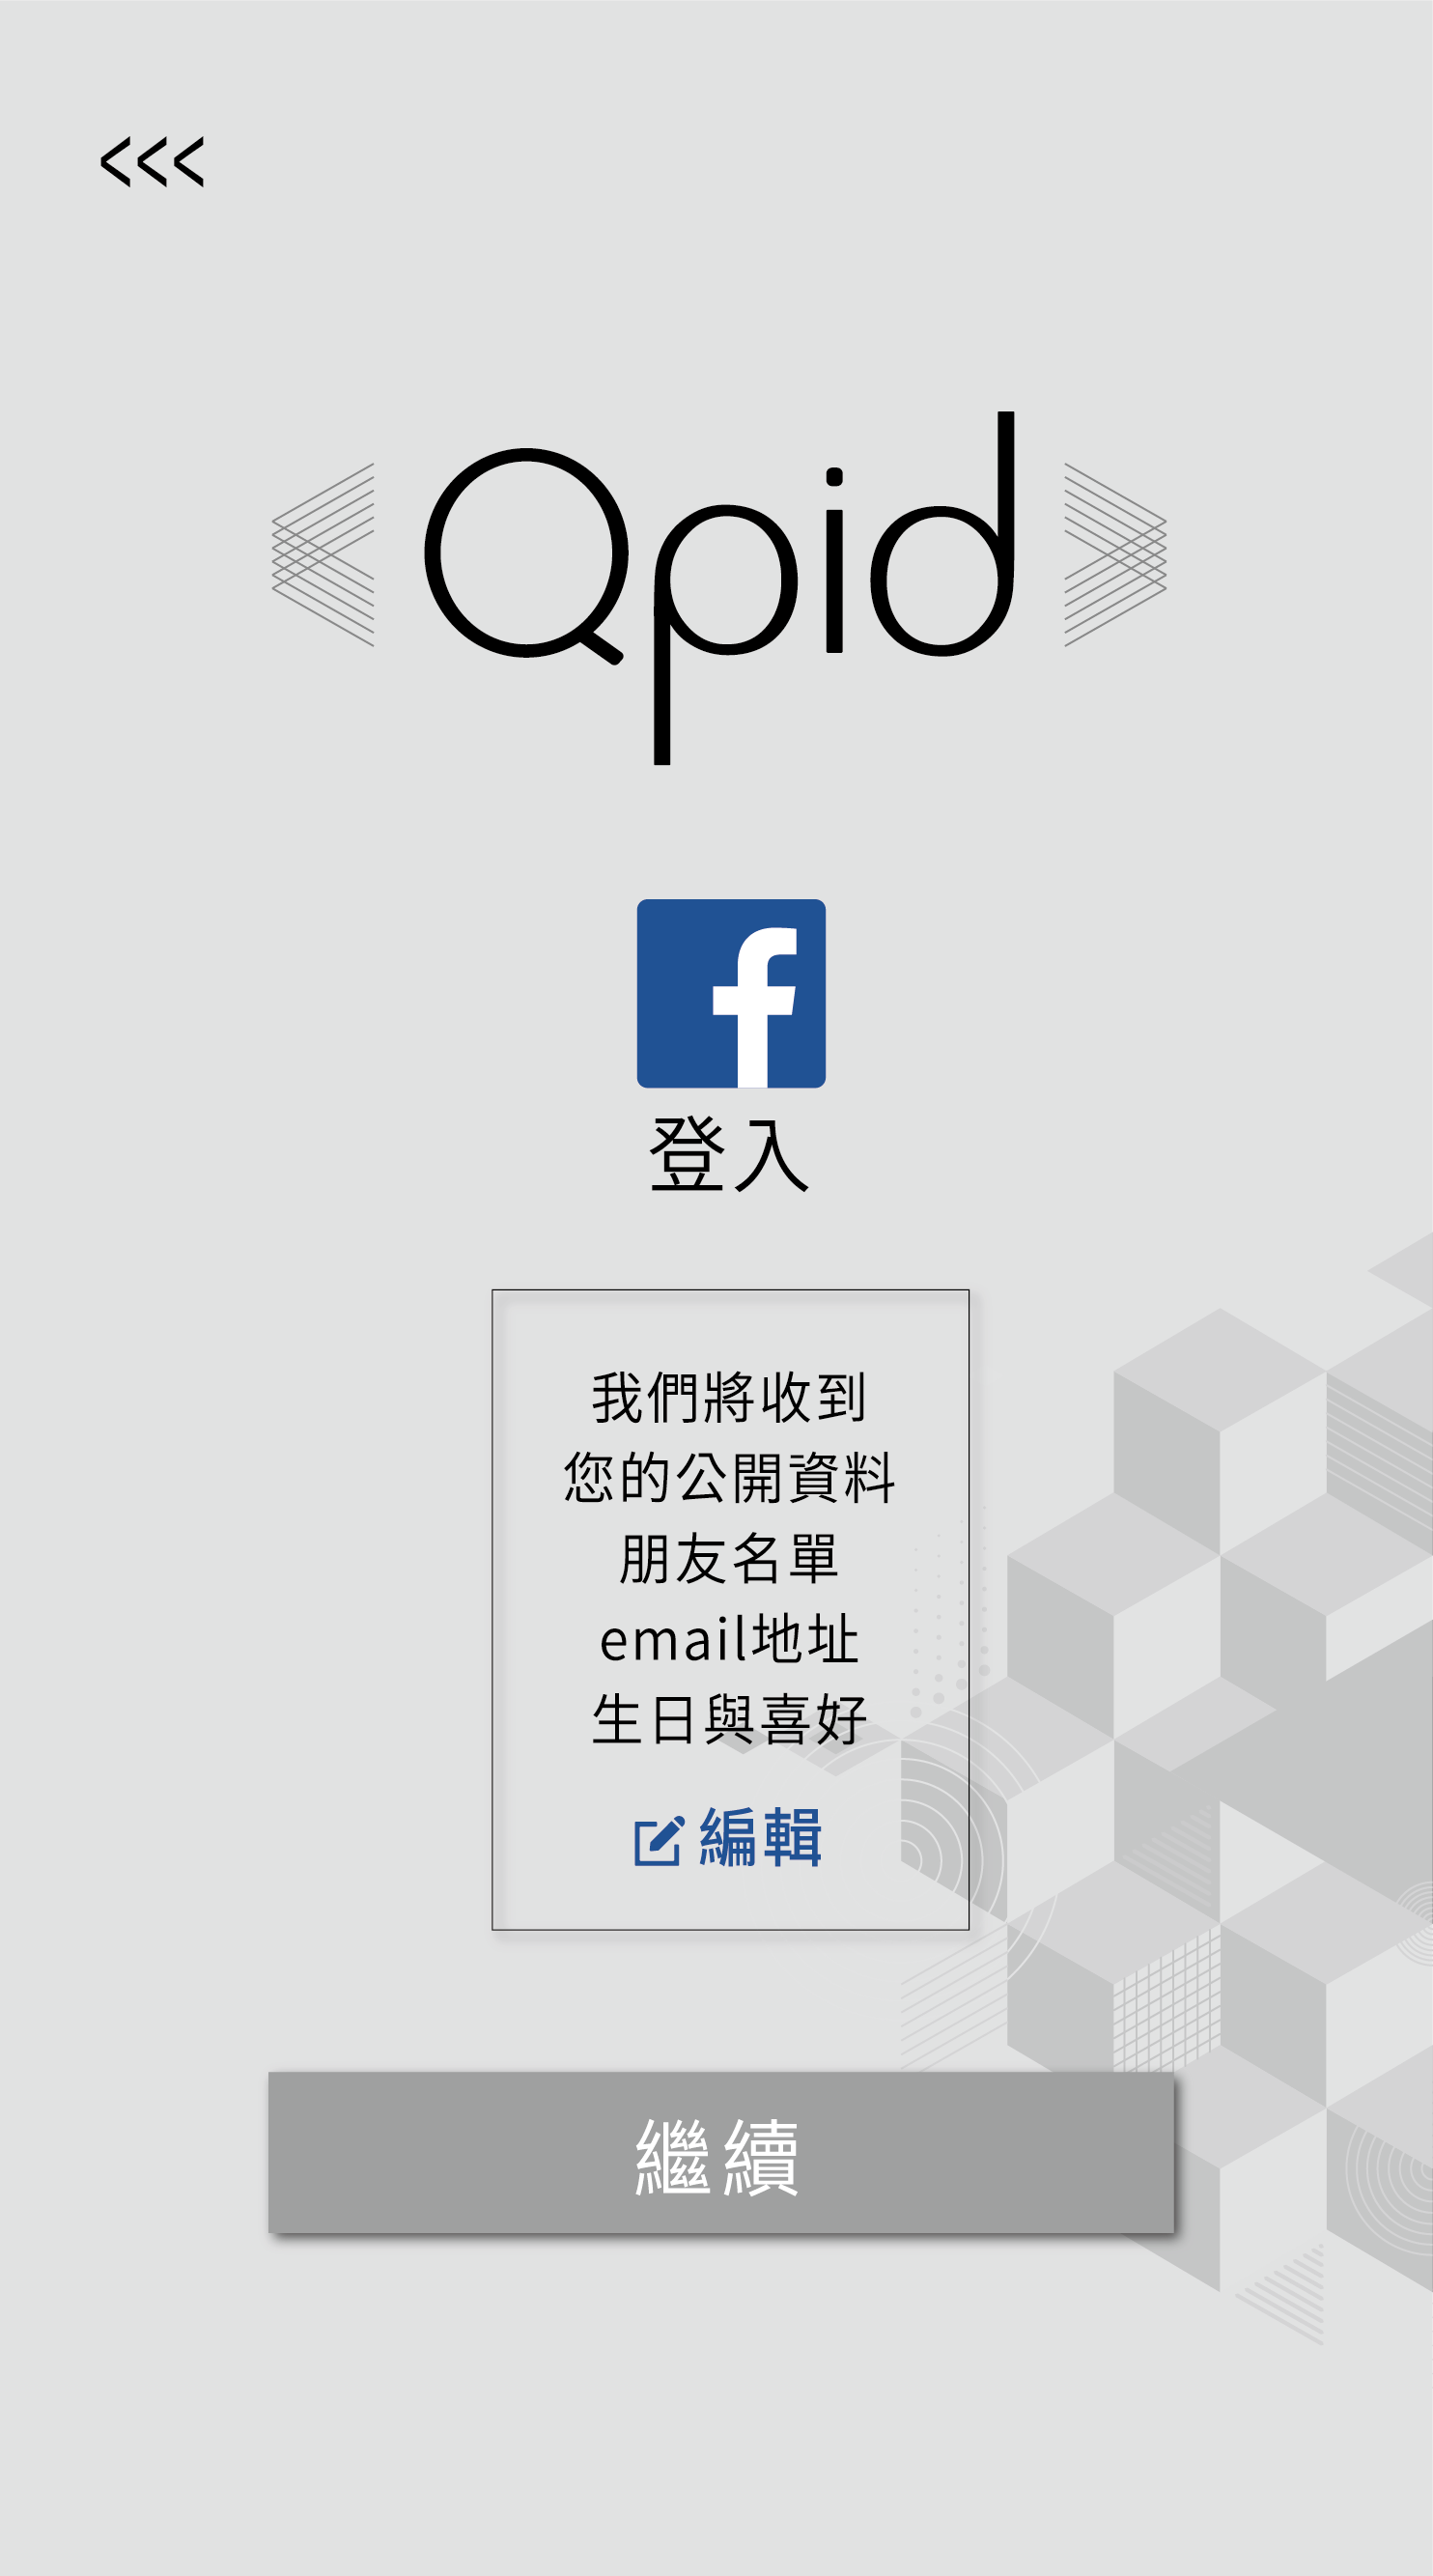 <<<
Qpid
f
登入
我們將收到
您的公開資料
朋友名單
email地址
生日與喜好
編輯
繼續